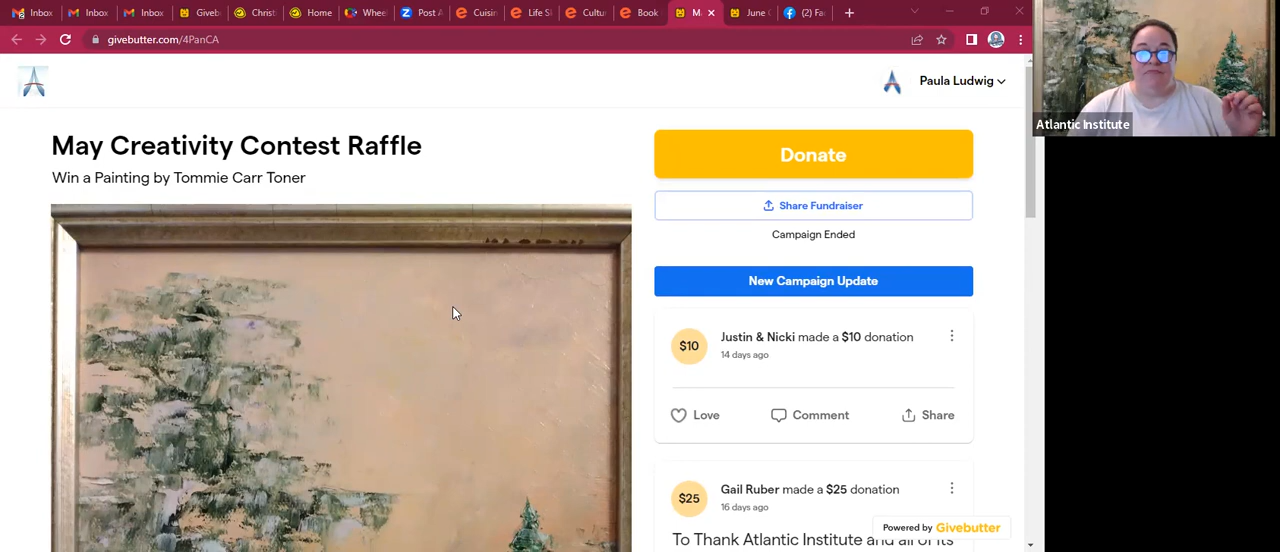 Inbox
Inbox
Inbox
Giveb
Christ
Home
Whee
Post A
Cuisin
Life S
Cultur
Book
M
June
(2) Fa
givebutter.com/4PanCA
Paula Ludwig
Atlantic Institute
May Creativity Contest Raffle
Win a Painting by Tommie Carr Toner
Donate
Share Fundraiser
Campaign Ended
New Campaign Update
$10
Justin & Nicki made a $10 donation
14 days ago
Love
Comment
Share
$25
Gail Ruber made a $25 donation
16 days ago
To Thank Atlantic Institute and all of its
Powered by Givebutter